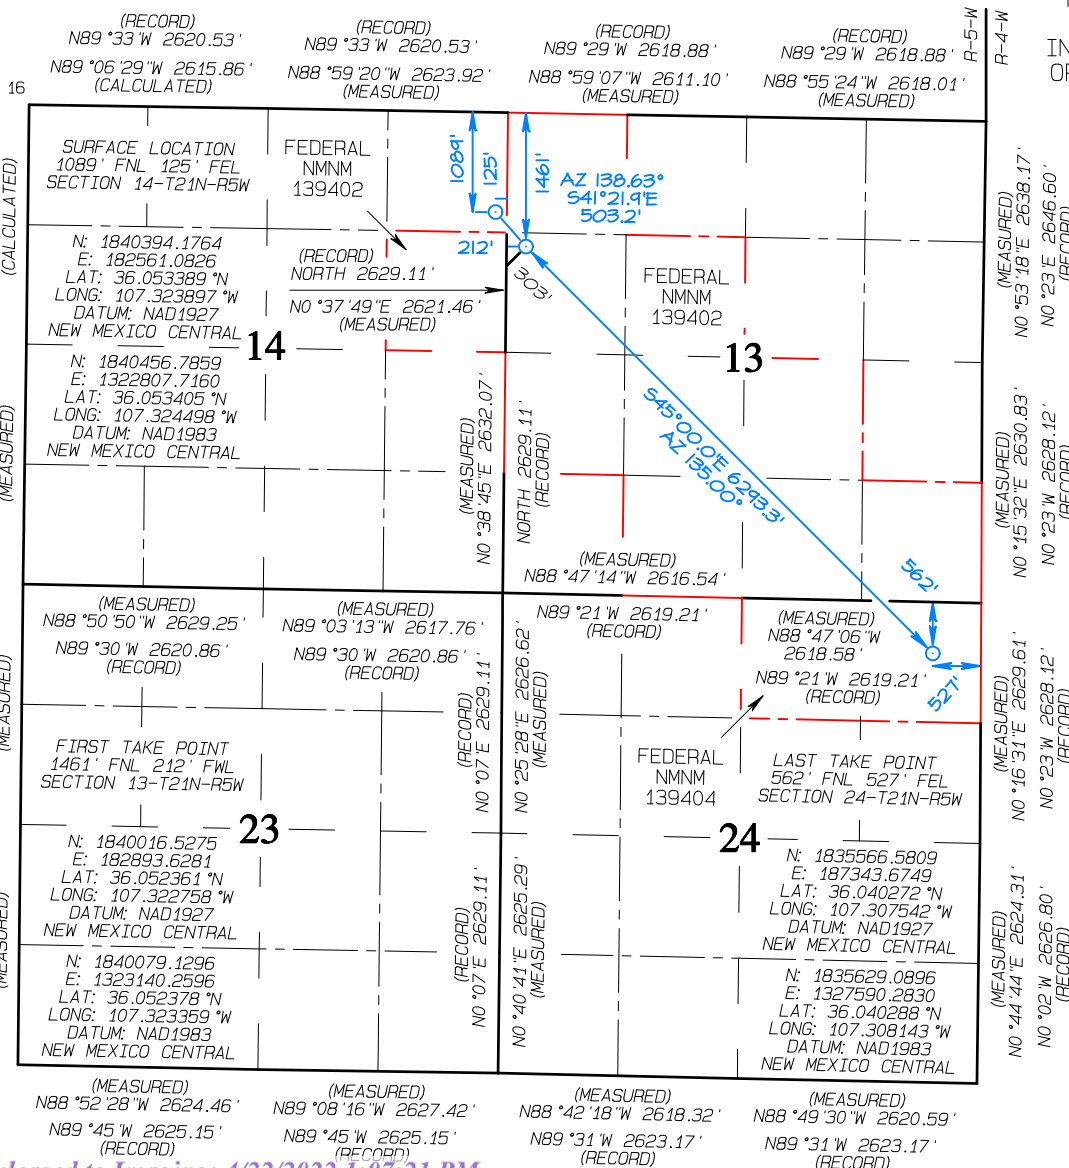 (RECORD)
N89°33'W 2620.53'
N89°06'29"W 2615.86'
(CALCULATED)
(RECORD)
N89°33'W 2620.53'
N88°59'20"W 2623.92'
(MEASURED)
(RECORD)
N89°29'W 2618.88'
N88°59'07"W 2611.10'
(MEASURED)
(RECORD)
N89°29'W 2618.88'
N88°55'24"W 2618.01'
(MEASURED)
R-5-W
R-4-W
16
(CALCULATED)
(MEASURED)
(MEASURED)
(MEASURED)
SURFACE LOCATION
1089' FNL 125' FEL
SECTION 14-T21N-R5W
FEDERAL
NMNM
139402
1089'
125'
1461'
AZ 138.63°
S41°21.9'E
503.2'
212'
303'
N: 1840394.1764
E: 182561.0826
LAT: 36.053389 °N
LONG: 107.323897 °W
DATUM: NAD1927
NEW MEXICO CENTRAL
(RECORD)
NORTH 2629.11'
N0°37'49"E 2621.46'
(MEASURED)
14
N: 1840456.7859
E: 1322807.7160
LAT: 36.053405 °N
LONG: 107.324498 °W
DATUM: NAD1983
NEW MEXICO CENTRAL
FEDERAL
NMNM
139402
13
S45°00.0'E 6293.3'
AZ 135.00°
(MEASURED)
N0°38'45"E 2632.07'
NORTH 2629.11'
(RECORD)
(MEASURED)
N0°53'18"E 2638.17'
N0°23'E 2646.60'
(RECORD)
(MEASURED)
N0°15'32"E 2630.83'
N0°23'W 2628.12'
(RECORD)
(MEASURED)
N88°47'14"W 2616.54'
562'
527'
(MEASURED)
N88°50'50"W 2629.25'
N89°30'W 2620.86'
(RECORD)
(MEASURED)
N89°03'13"W 2617.76'
N89°30'W 2620.86'
(RECORD)
N89°21'W 2619.21'
(RECORD)
(MEASURED)
N88°47'06"W
2618.58'
N89°21'W 2619.21'
(RECORD)
(RECORD)
N0°07'E 2629.11'
N0°25'28"E 2626.62'
(MEASURED)
(MEASURED)
N0°16'31"E 2629.61'
N0°23'W 2628.12'
(RECORD)
FIRST TAKE POINT
1461' FNL 212' FWL
SECTION 13-T21N-R5W
23
N: 1840016.5275
E: 182893.6281
LAT: 36.052361 °N
LONG: 107.322758 °W
DATUM: NAD1927
NEW MEXICO CENTRAL
N: 1840079.1296
E: 1323140.2596
LAT: 36.052378 °N
LONG: 107.323359 °W
DATUM: NAD1983
NEW MEXICO CENTRAL
FEDERAL
NMNM
139404
LAST TAKE POINT
562' FNL 527' FEL
SECTION 24-T21N-R5W
24
N: 1835566.5809
E: 187343.6749
LAT: 36.040272 °N
LONG: 107.307542 °W
DATUM: NAD1927
NEW MEXICO CENTRAL
N: 1835629.0896
E: 1327590.2830
LAT: 36.040288 °N
LONG: 107.308143 °W
DATUM: NAD1983
NEW MEXICO CENTRAL
(RECORD)
N0°07'E 2629.11'
N0°40'41"E 2625.29'
(MEASURED)
(MEASURED)
N0°44'44"E 2624.31'
N0°02'W 2626.80'
(RECORD)
(MEASURED)
N88°52'28"W 2624.46'
N89°45'W 2625.15'
(RECORD)
(MEASURED)
N89°08'16"W 2627.42'
N89°45'W 2625.15'
(RECORD)
(MEASURED)
N88°42'18"W 2618.32'
N89°31'W 2623.17'
(RECORD)
(MEASURED)
N88°49'30"W 2620.59'
N89°31'W 2623.17'
(RECORD)
to Imaging: 4/22/2022 1:07:21 PM